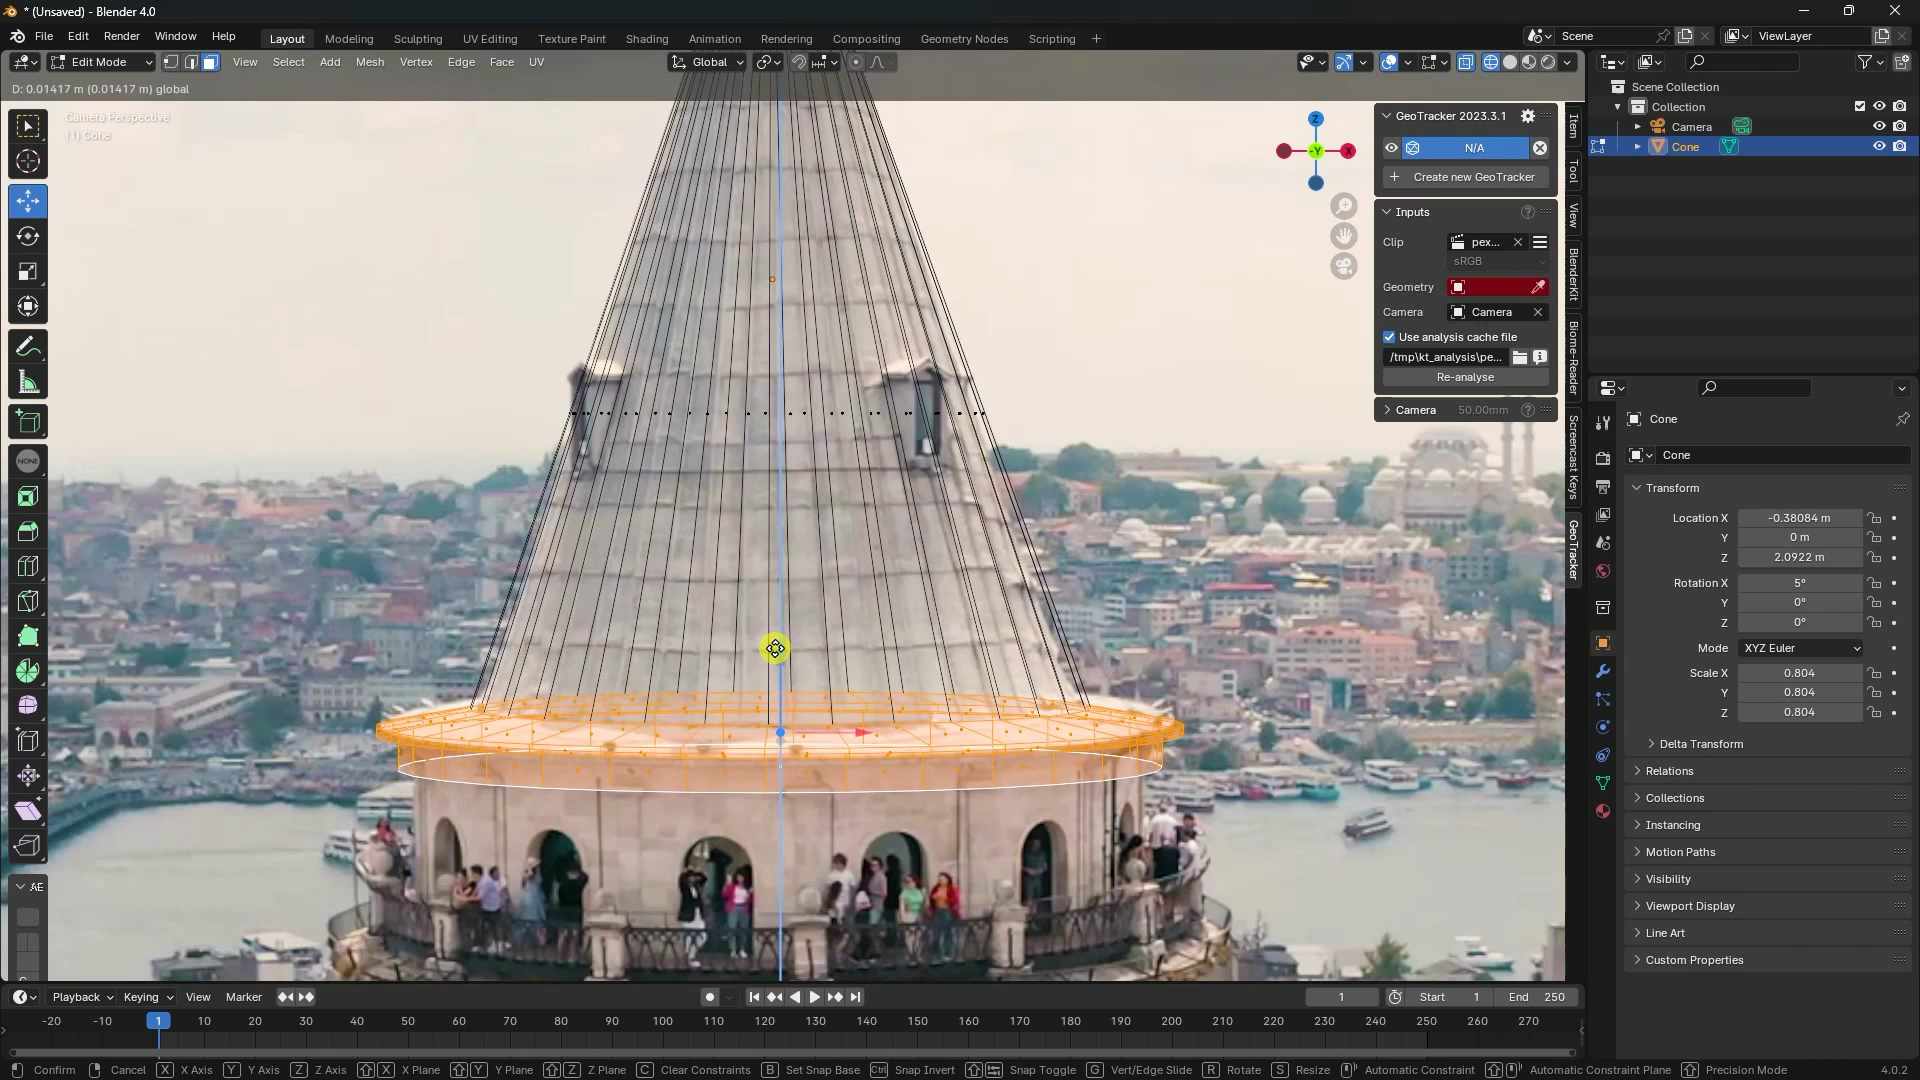 * (Unsaved) - Blender 4.0
File Edit Render Window Help
Layout Modeling Sculpting UV Editing Texture Paint Shading Animation Rendering Compositing Geometry Nodes Scripting
Scene
ViewLayer
Edit Mode
View Select Add Mesh Vertex Edge Face UV
Global
D: 0.01417 m (0.01417 m) global
Camera Perspective
(1) Cone
Z
-Y
X
GeoTracker 2023.3.1
N/A
Create new GeoTracker
Inputs
Clip pex...
sRGB
Geometry
Camera Camera
Use analysis cache file
/tmp\kt_analysis\pe...
Re-analyse
Camera 50.00mm
Item
Tool
View
BlenderKit
Biome-Reader
Screencast Keys
GeoTracker
NONE
AE
Scene Collection
Collection
Camera
Cone
Cone
Cone
Transform
Location X -0.38084 m
Y 0 m
Z 2.0922 m
Rotation X 5°
Y 0°
Z 0°
Mode XYZ Euler
Scale X 0.804
Y 0.804
Z 0.804
Delta Transform
Relations
Collections
Instancing
Motion Paths
Visibility
Viewport Display
Line Art
Custom Properties
Playback Keying View Marker
1 Start 1 End 250
-20 -10 1 10 20 30 40 50 60 70 80 90 100 110 120 130 140 150 160 170 180 190 200 210 220 230 240 250 260 270
Confirm Cancel X X Axis Y Y Axis Z Z Axis X X Plane Y Y Plane Z Z Plane C Clear Constraints B Set Snap Base Ctrl Snap Invert Snap Toggle G Vert/Edge Slide R Rotate S Resize Automatic Constraint Automatic Constraint Plane Precision Mode 4.0.2